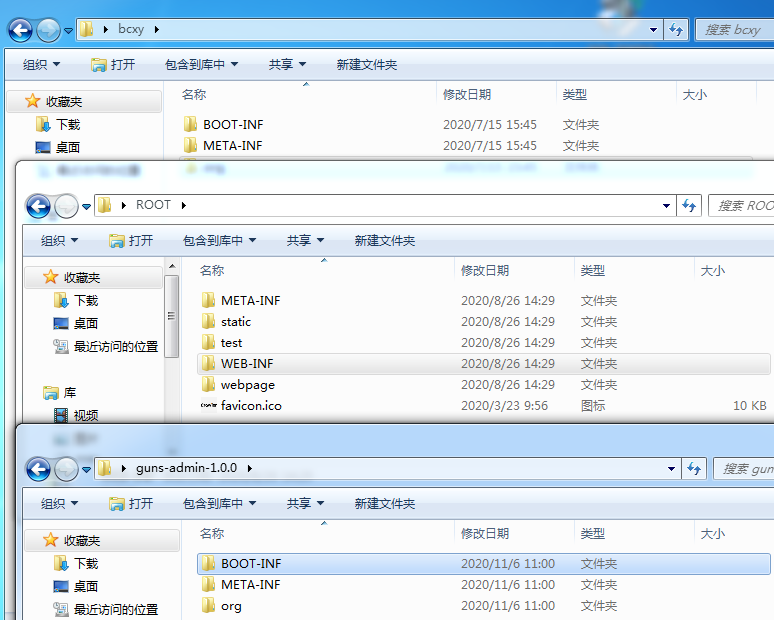 bcxy
搜索 bcxy
组织 打开 包含到库中 共享 新建文件夹
收藏夹 名称 修改日期 类型 大小
下载 BOOT-INF 2020/7/15 15:45 文件夹
桌面 META-INF 2020/7/15 15:45 文件夹
最近访问的位置 org
ROOT
搜索 ROO
组织 打开 包含到库中 共享 新建文件夹
收藏夹 名称 修改日期 类型 大小
下载 META-INF 2020/8/26 14:29 文件夹
桌面 static 2020/8/26 14:29 文件夹
最近访问的位置 test 2020/8/26 14:29 文件夹
WEB-INF 2020/8/26 14:29 文件夹
库 webpage 2020/8/26 14:29 文件夹
视频 favicon.ico 2020/3/23 9:56 图标 10 KB
guns-admin-1.0.0
搜索 gun
组织 打开 包含到库中 共享 新建文件夹
收藏夹 名称 修改日期 类型 大小
下载 BOOT-INF 2020/11/6 11:00 文件夹
桌面 META-INF 2020/11/6 11:00 文件夹
最近访问的位置 org 2020/11/6 11:00 文件夹